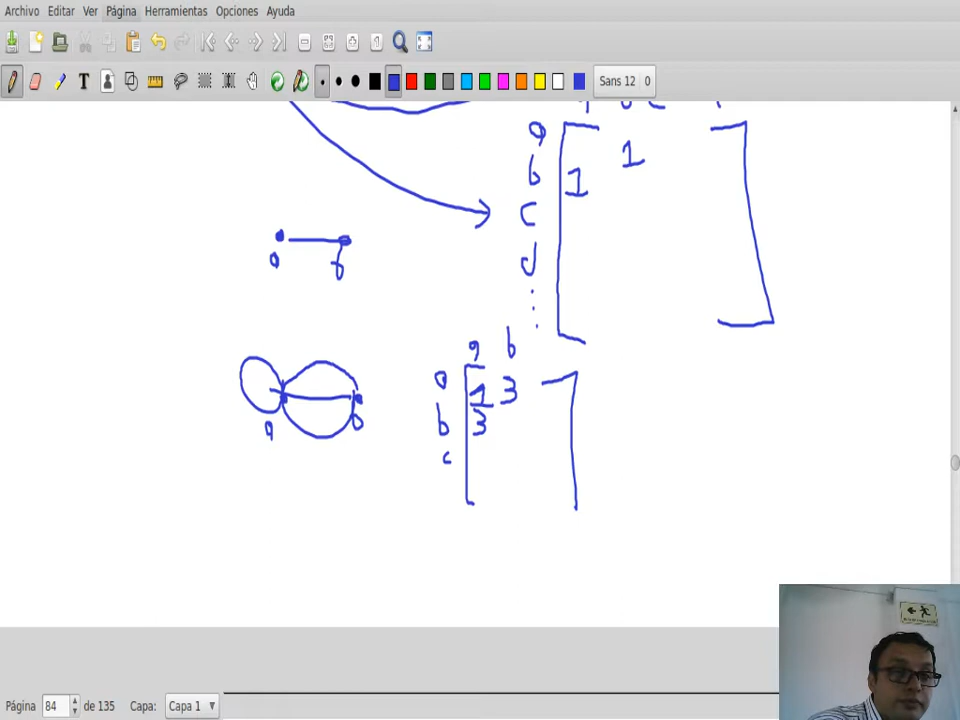 Archivo Editar Ver Página Herramientas Opciones Ayuda
T Sans 12 0
a
1
b
1
c
d
a b
a b
a 1 3
b 3
c
a b
Página 84 de 135 Capa: Capa 1